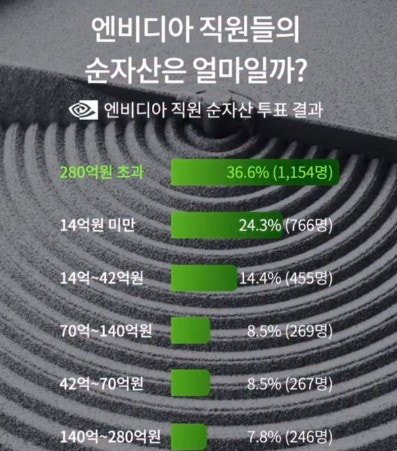 엔비디아 직원들의
순자산은 얼마일까?
엔비디아 직원 순자산 투표 결과
280억원 초과 36.6% (1,154명)
14억원 미만 24.3% (766명)
14억~42억원 14.4% (455명)
70억~140억원 8.5% (269명)
42억~70억원 8.5% (267명)
140억~280억원 7.8% (246명)